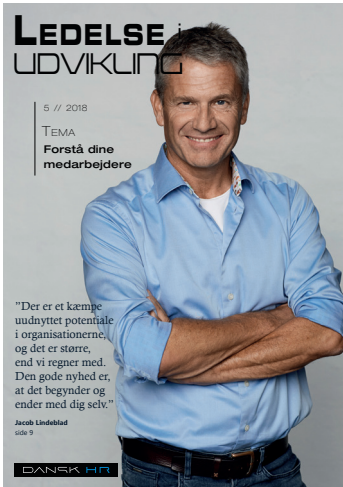 LEDELSE i
UDVIKLING
5 // 2018
TEMA
Forstå dine
medarbejdere
”Der er et kæmpe
uudnyttet potentiale
i organisationerne,
og det er større,
end vi regner med.
Den gode nyhed er,
at det begynder og
ender med dig selv.”
Jacob Lindeblad
side 9
DANSK HR